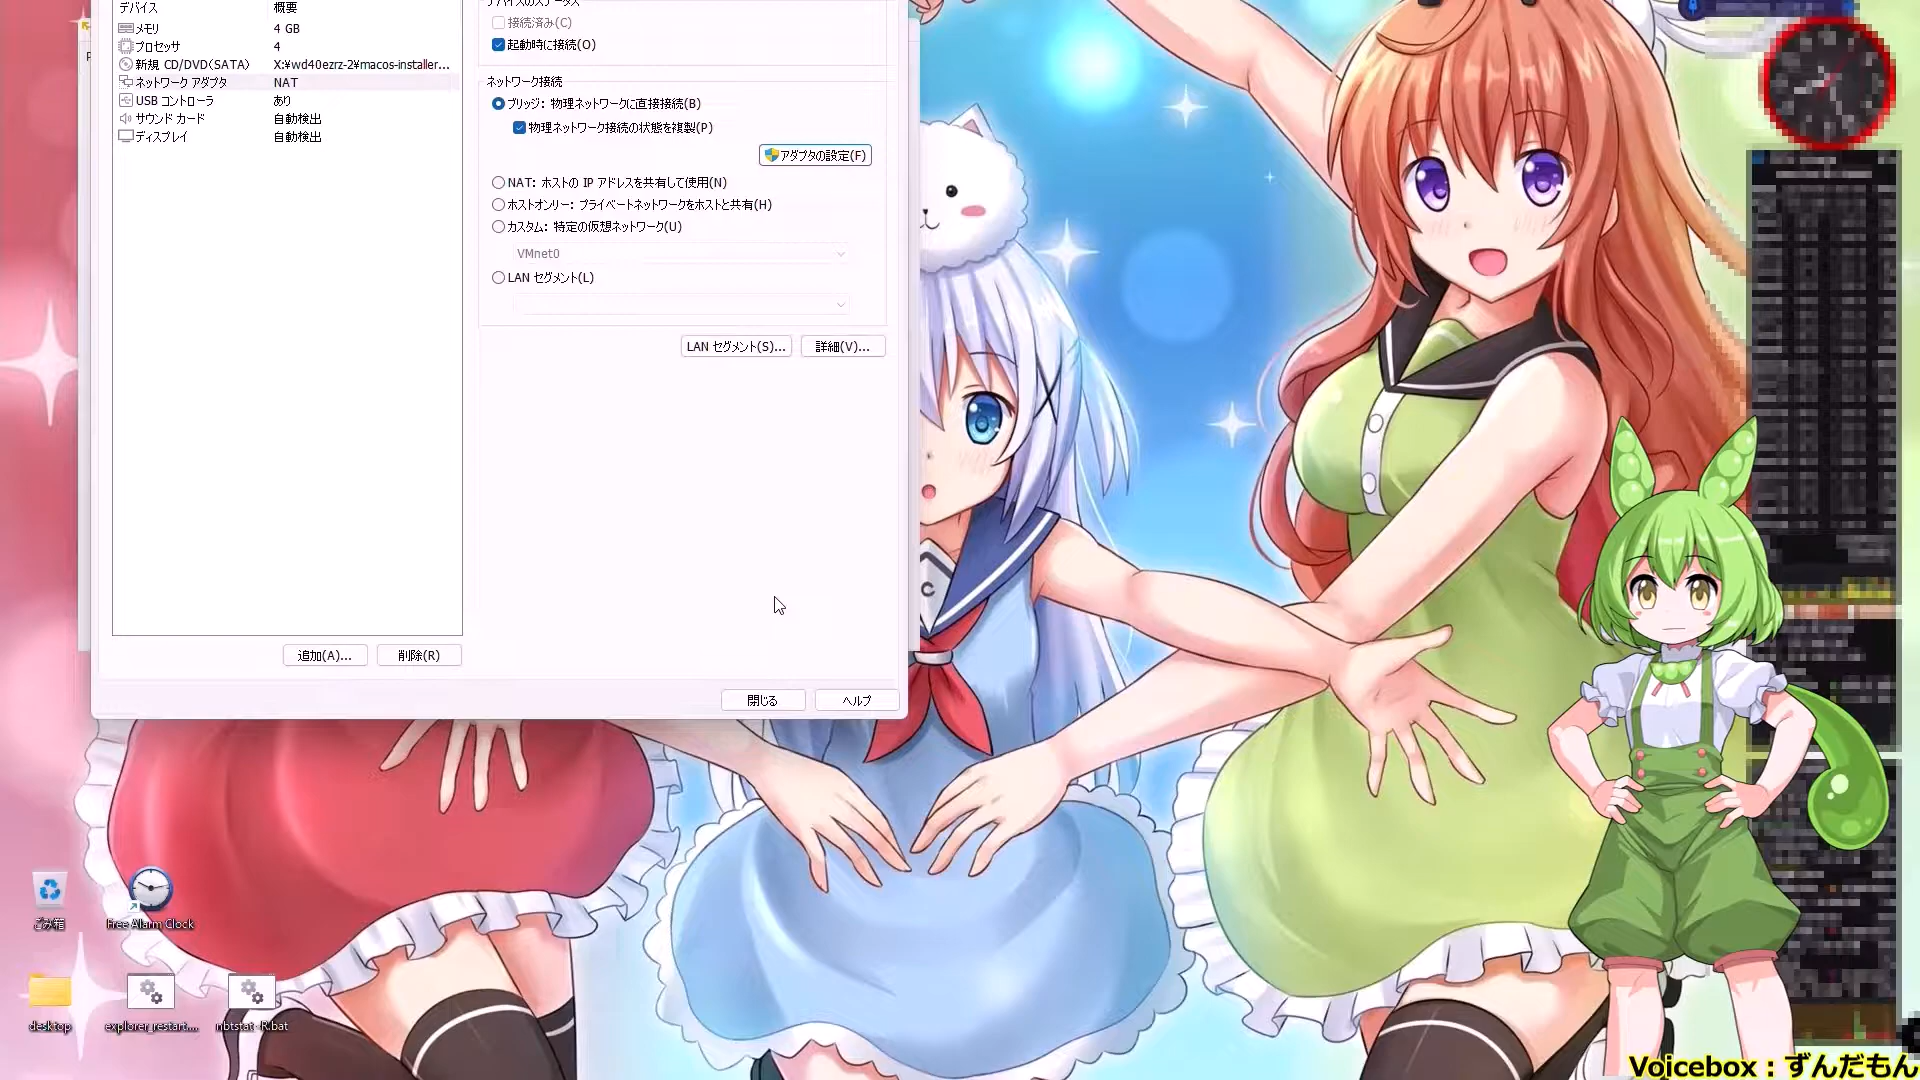 デバイス 概要
メモリ 4 GB
プロセッサ 4
新規 CD/DVD(SATA) X:¥wd40ezrz-2¥macos-installer...
ネットワーク アダプタ NAT
USB コントローラ あり
サウンド カード 自動検出
ディスプレイ 自動検出
追加(A)...
削除(R)
デバイスのステータス
接続済み(C)
起動時に接続(O)
ネットワーク接続
ブリッジ: 物理ネットワークに直接接続(B)
物理ネットワーク接続の状態を複製(P)
アダプタの設定(F)
NAT: ホストの IP アドレスを共有して使用(N)
ホストオンリー: プライベートネットワークをホストと共有(H)
カスタム: 特定の仮想ネットワーク(U)
VMnet0
LAN セグメント(L)
LAN セグメント(S)...
詳細(V)...
閉じる
ヘルプ
ごみ箱
Free Alarm Clock
desktop
explorer_restart....
nbtstat -R.bat
Voicebox：ずんだもん